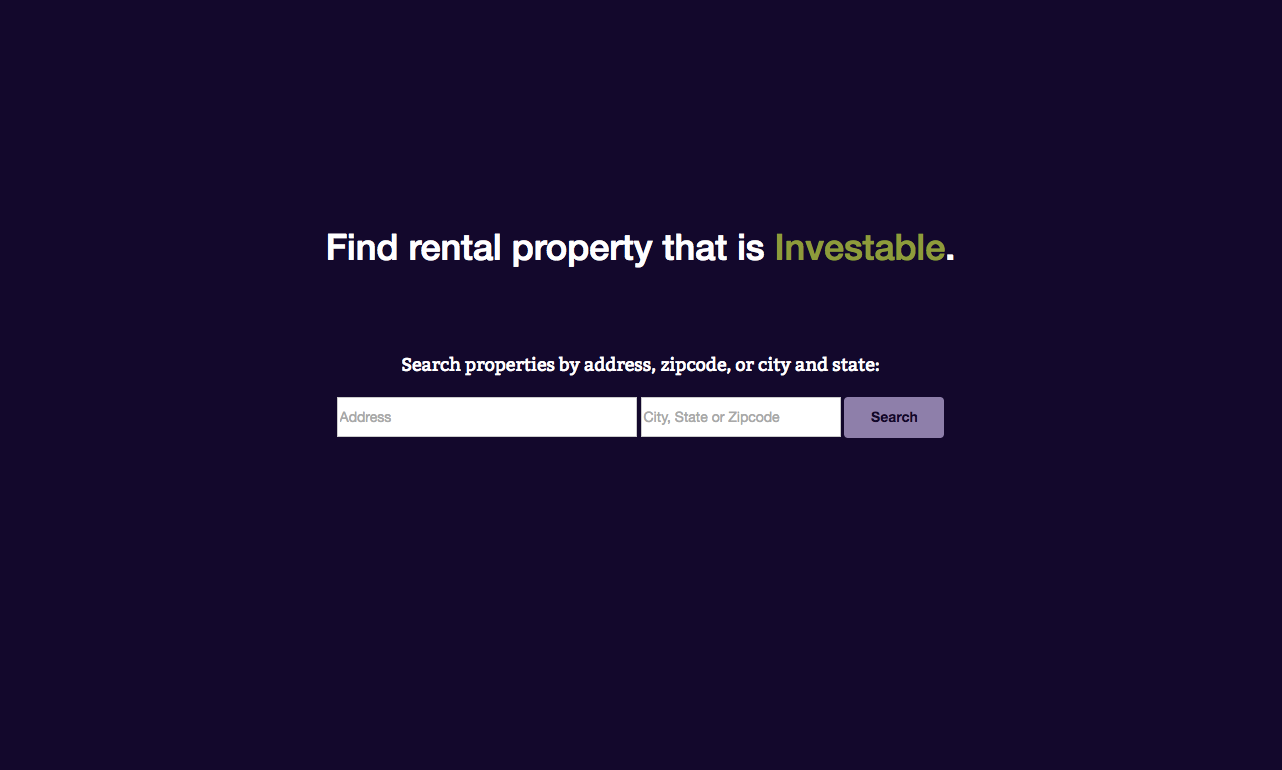 Find rental property that is Investable.
Search properties by address, zipcode, or city and state:
Address City, State or Zipcode Search